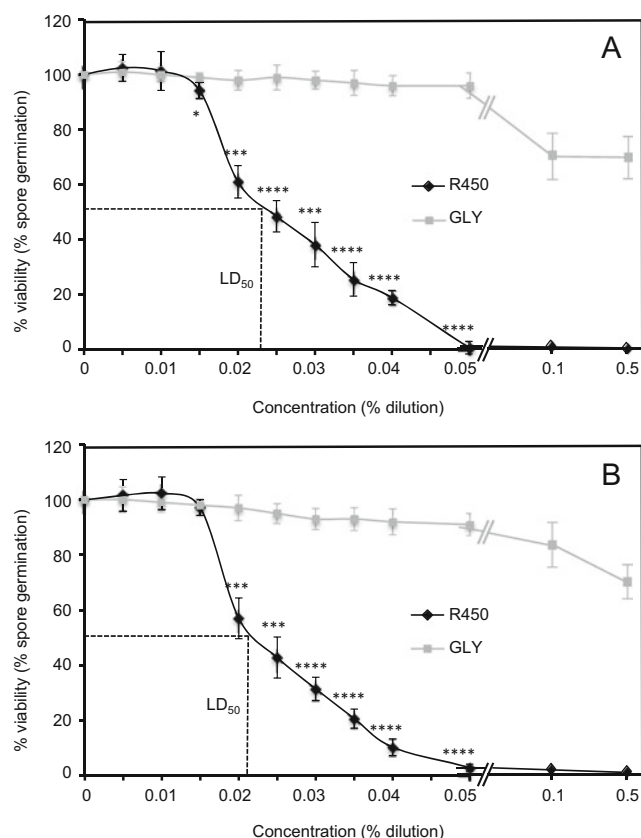 120
A
100
*
80
***
60
****
R450
***
GLY
****
40
****
LD50
20
****
0
% viability (% spore germination)
0 0.01 0.02 0.03 0.04 0.05 0.1 0.5
Concentration (% dilution)
120
B
100
80
***
60
***
R450
****
GLY
****
40
****
LD50
20
****
0
% viability (% spore germination)
0 0.01 0.02 0.03 0.04 0.05 0.1 0.5
Concentration (% dilution)